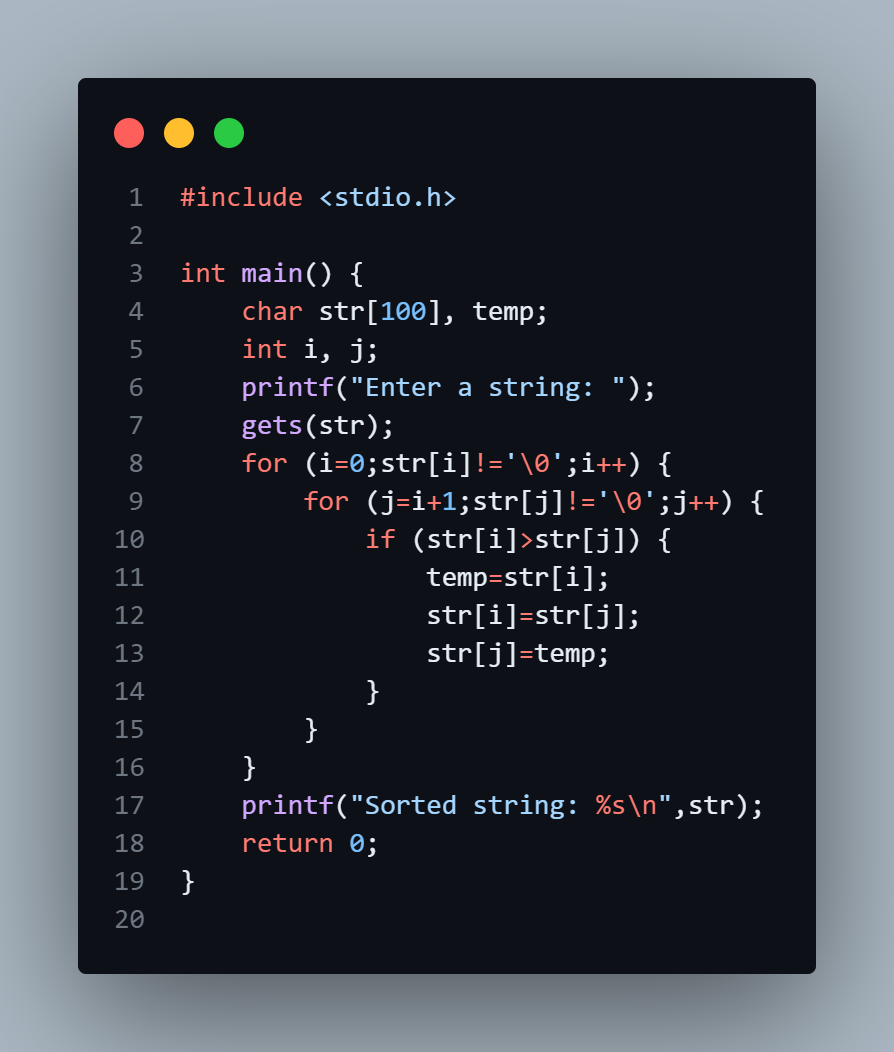 1 #include <stdio.h>
2
3 int main() {
4     char str[100], temp;
5     int i, j;
6     printf("Enter a string: ");
7     gets(str);
8     for (i=0;str[i]!='\0';i++) {
9         for (j=i+1;str[j]!='\0';j++) {
10             if (str[i]>str[j]) {
11                 temp=str[i];
12                 str[i]=str[j];
13                 str[j]=temp;
14             }
15         }
16     }
17     printf("Sorted string: %s\n",str);
18     return 0;
19 }
20